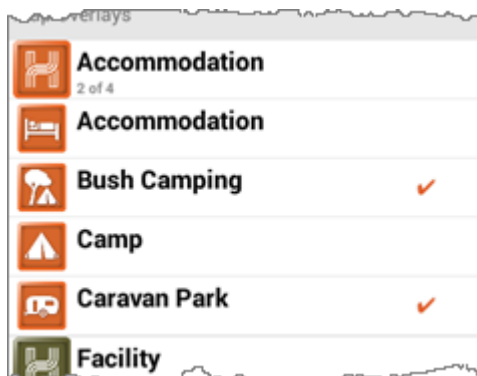 Accommodation
2 of 4
Accommodation
Bush Camping
Camp
Caravan Park
Facility